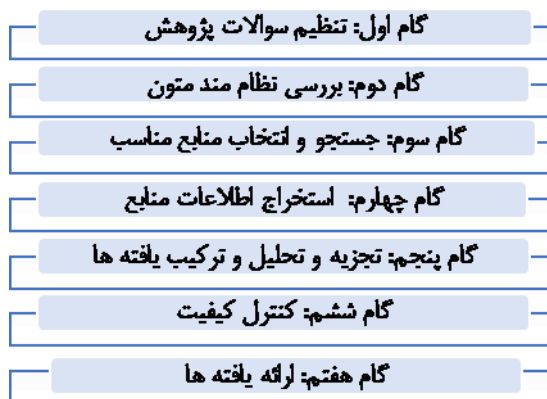 گام اول: تنظیم سوالات پژوهش
گام دوم: بررسی نظام مند متون
گام سوم: جستجو و انتخاب منابع مناسب
گام چهارم: استخراج اطلاعات منابع
گام پنجم: تجزیه و تحلیل و ترکیب یافته ها
گام ششم: کنترل کیفیت
گام هفتم: ارائه یافته ها